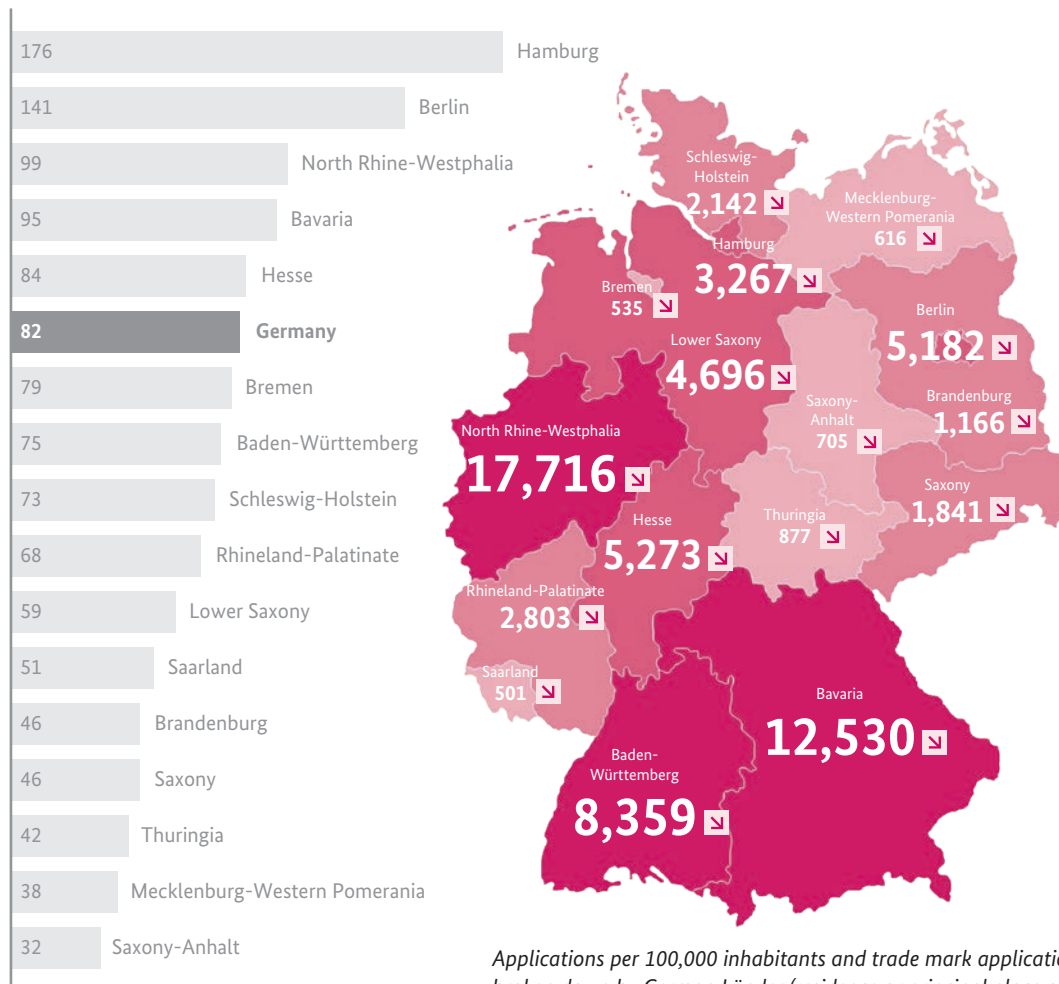 176 Hamburg
141 Berlin
99 North Rhine-Westphalia
95 Bavaria
84 Hesse
82 Germany
79 Bremen
75 Baden-Württemberg
73 Schleswig-Holstein
68 Rhineland-Palatinate
59 Lower Saxony
51 Saarland
46 Brandenburg
46 Saxony
42 Thuringia
38 Mecklenburg-Western Pomerania
32 Saxony-Anhalt
Schleswig-
Holstein
2,142
Mecklenburg-
Western Pomerania
616
Hamburg
3,267
Bremen
535
Berlin
5,182
Lower Saxony
4,696
Brandenburg
1,166
Saxony-
Anhalt
705
North Rhine-Westphalia
17,716
Saxony
1,841
Hesse
5,273
Thuringia
877
Rhineland-Palatinate
2,803
Saarland
501
Bavaria
12,530
Baden-
Württemberg
8,359
Applications per 100,000 inhabitants and trade mark